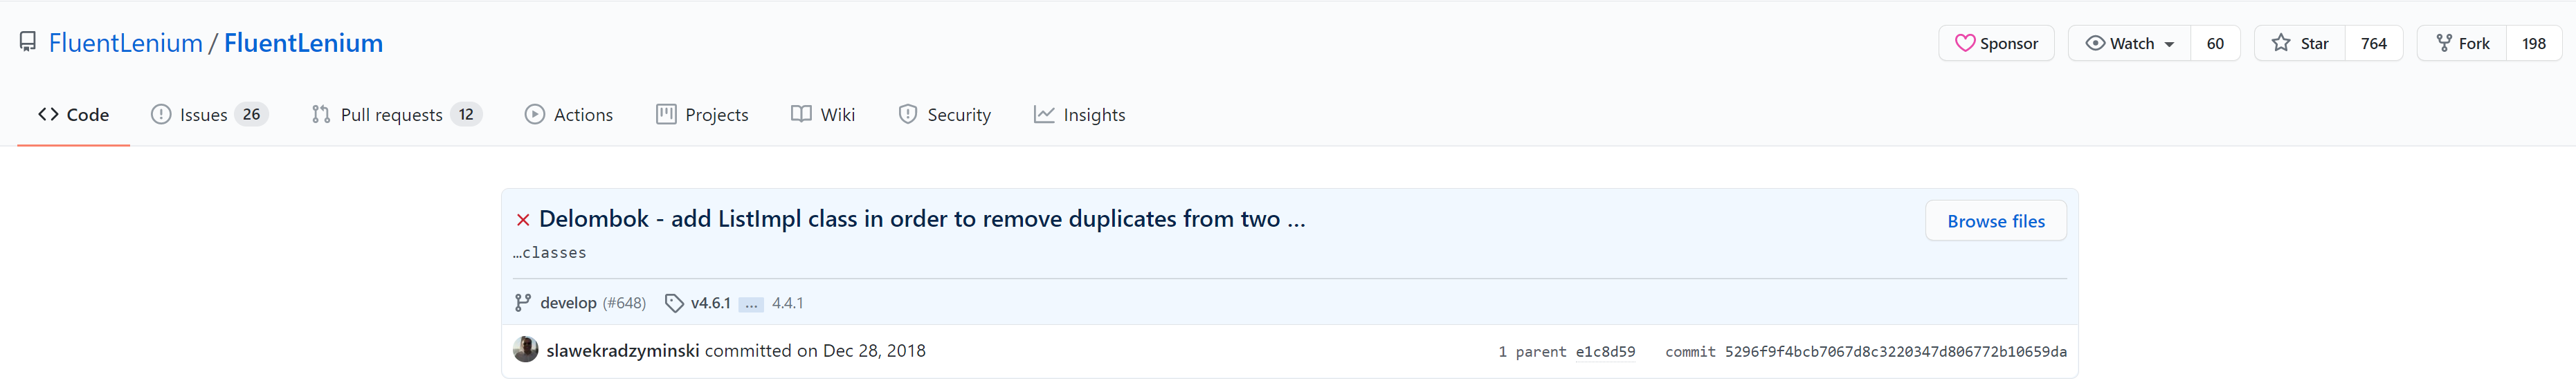 FluentLenium / FluentLenium
Sponsor Watch 60 Star 764 Fork 198
Code Issues 26 Pull requests 12 Actions Projects Wiki Security Insights
Delombok - add ListImpl class in order to remove duplicates from two ...
Browse files
…classes
develop (#648) v4.6.1 ... 4.4.1
slawekradzyminski committed on Dec 28, 2018
1 parent e1c8d59 commit 5296f9f4bcb7067d8c3220347d806772b10659da